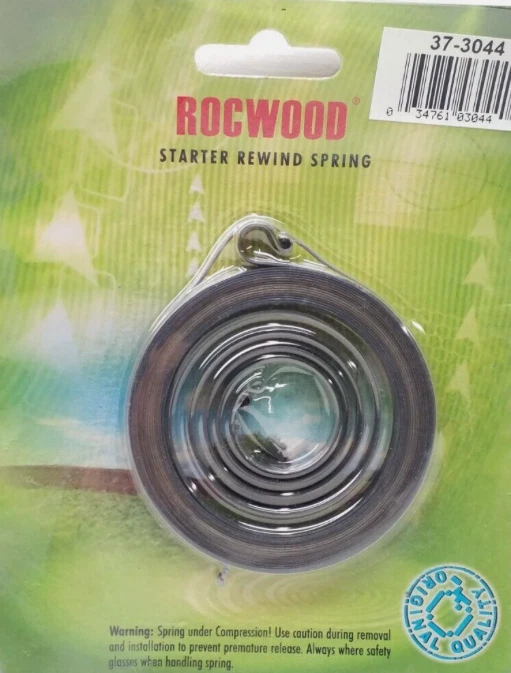 37-3044
0 34761 03044
ROCWOOD®
STARTER REWIND SPRING
Warning: Spring under Compression! Use caution during removal
and installation to prevent premature release. Always where safety
glasses when handling spring.
ORIGINAL QUALITY